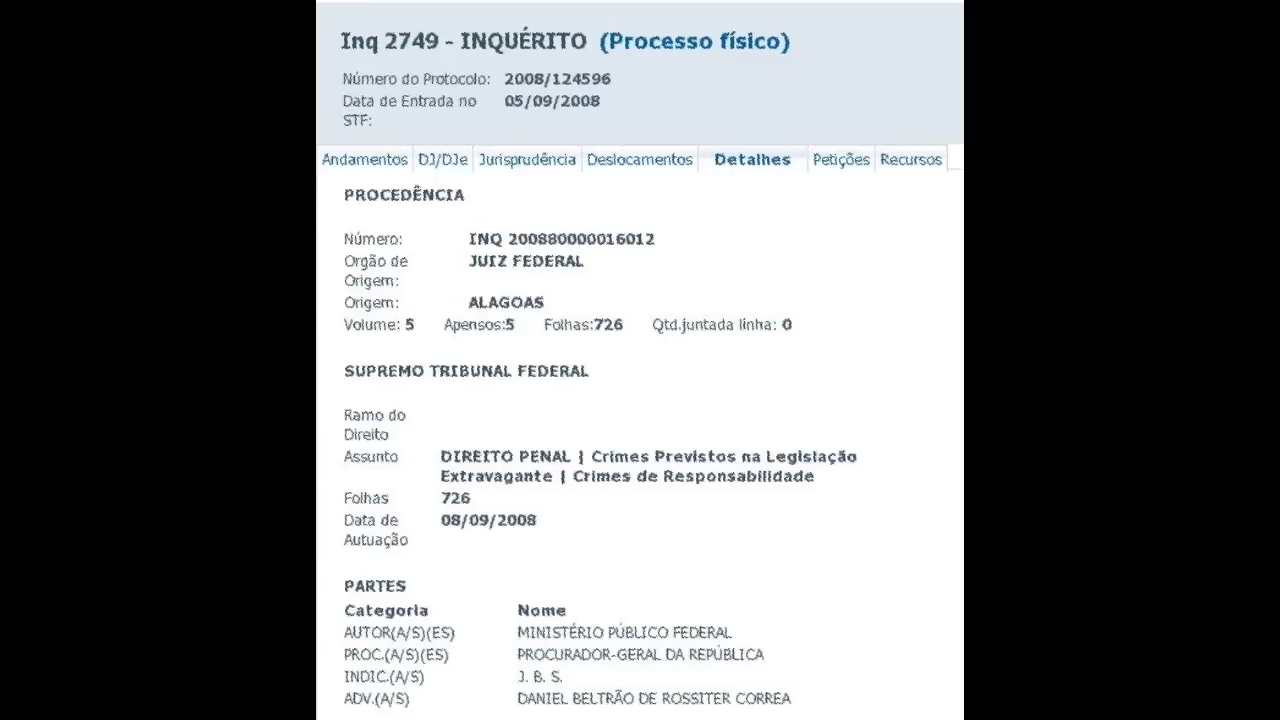 Inq 2749 - INQUÉRITO (Processo físico)
Número do Protocolo: 2008/124596
Data de Entrada no 05/09/2008
STF:
Andamentos DJ/DJe Jurisprudência Deslocamentos Detalhes Petições Recursos
PROCEDÊNCIA
Número: INQ 200880000016012
Orgão de JUIZ FEDERAL
Origem:
Origem: ALAGOAS
Volume: 5 Apensos:5 Folhas:726 Qtd.juntada linha: 0
SUPREMO TRIBUNAL FEDERAL
Ramo do
Direito
Assunto DIREITO PENAL | Crimes Previstos na Legislação
Extravagante | Crimes de Responsabilidade
Folhas 726
Data de 08/09/2008
Autuação
PARTES
Categoria Nome
AUTOR(A/S)(ES) MINISTÉRIO PÚBLICO FEDERAL
PROC.(A/S)(ES) PROCURADOR-GERAL DA REPÚBLICA
INDIC.(A/S) J. B. S.
ADV.(A/S) DANIEL BELTRÃO DE ROSSITER CORREA